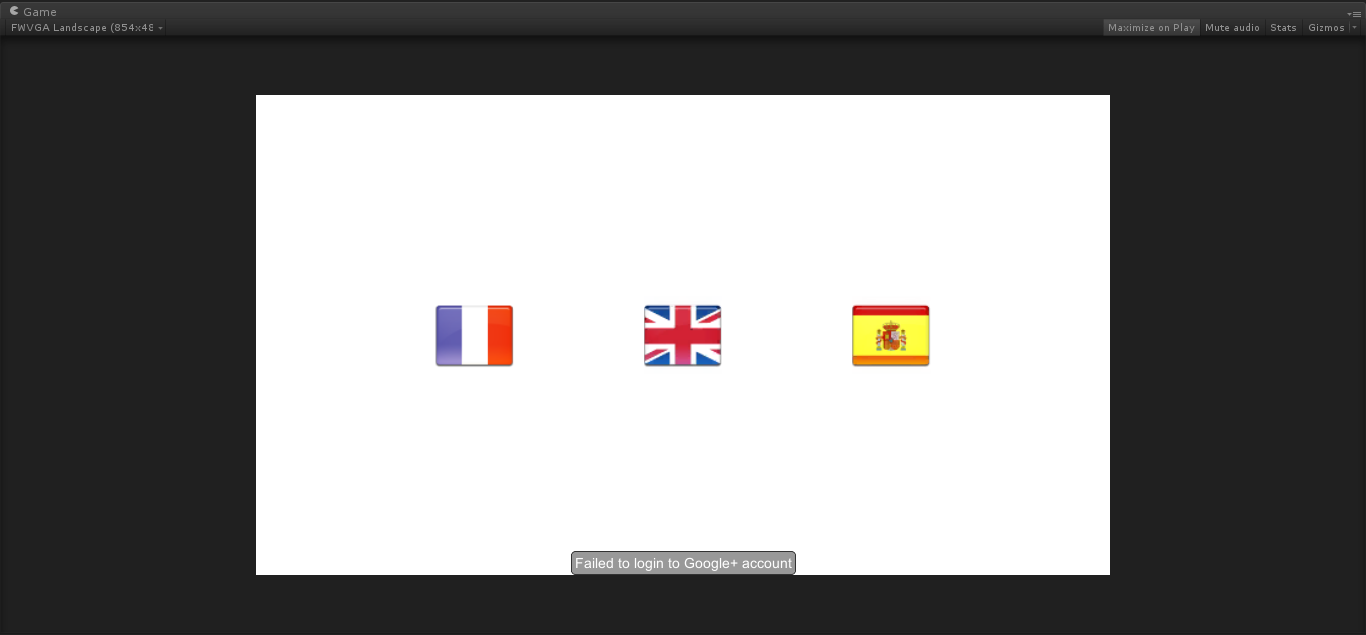 Game
FWVGA Landscape (854x48
Maximize on Play Mute audio Stats Gizmos
Failed to login to Google+ account